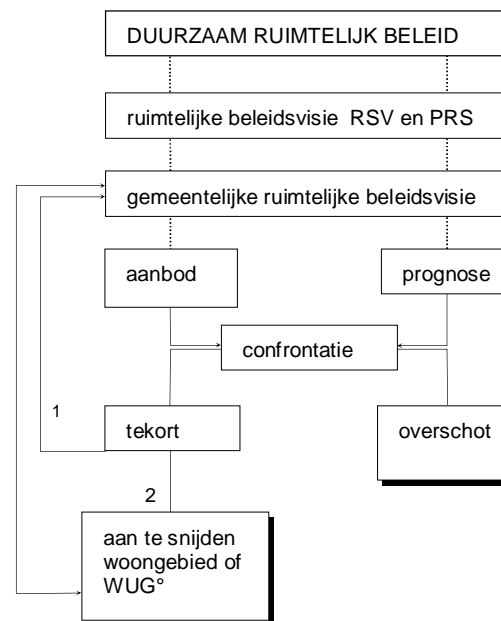 DUURZAAM RUIMTELIJK BELEID
ruimtelijke beleidsvisie RSV en PRS
gemeentelijke ruimtelijke beleidsvisie
aanbod
prognose
confrontatie
1
tekort
overschot
2
aan te snijden
woongebied of
WUG°